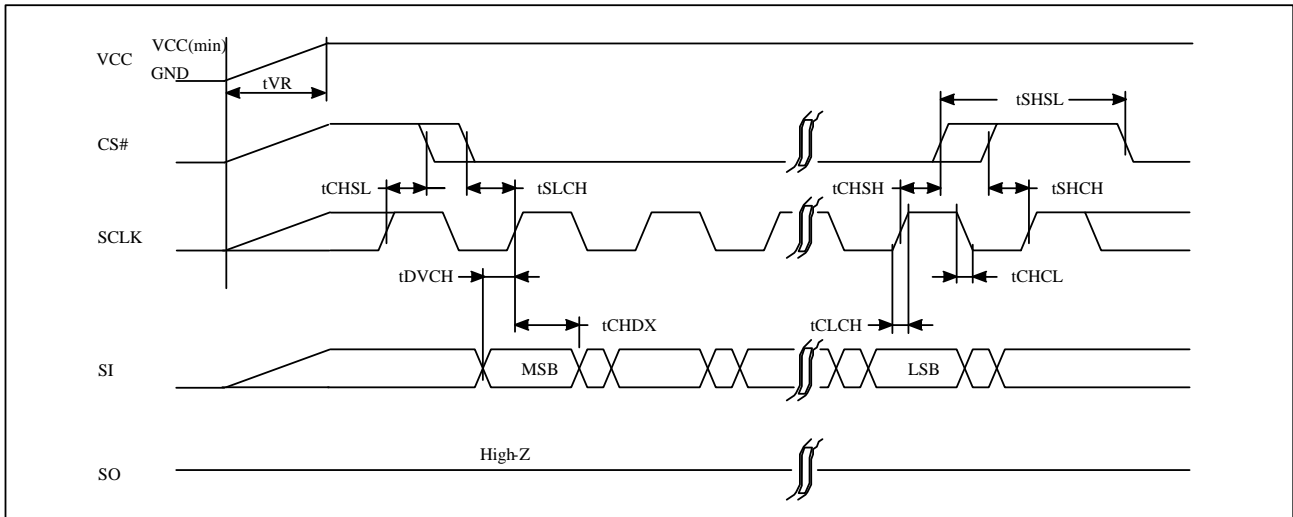 VCC
VCC(min)
GND
tVR
tSHSL
CS#
tCHSL
tSLCH
tCHSH
tSHCH
SCLK
tDVCH
tCHCL
tCHDX
tCLCH
SI
MSB
LSB
High-Z
SO